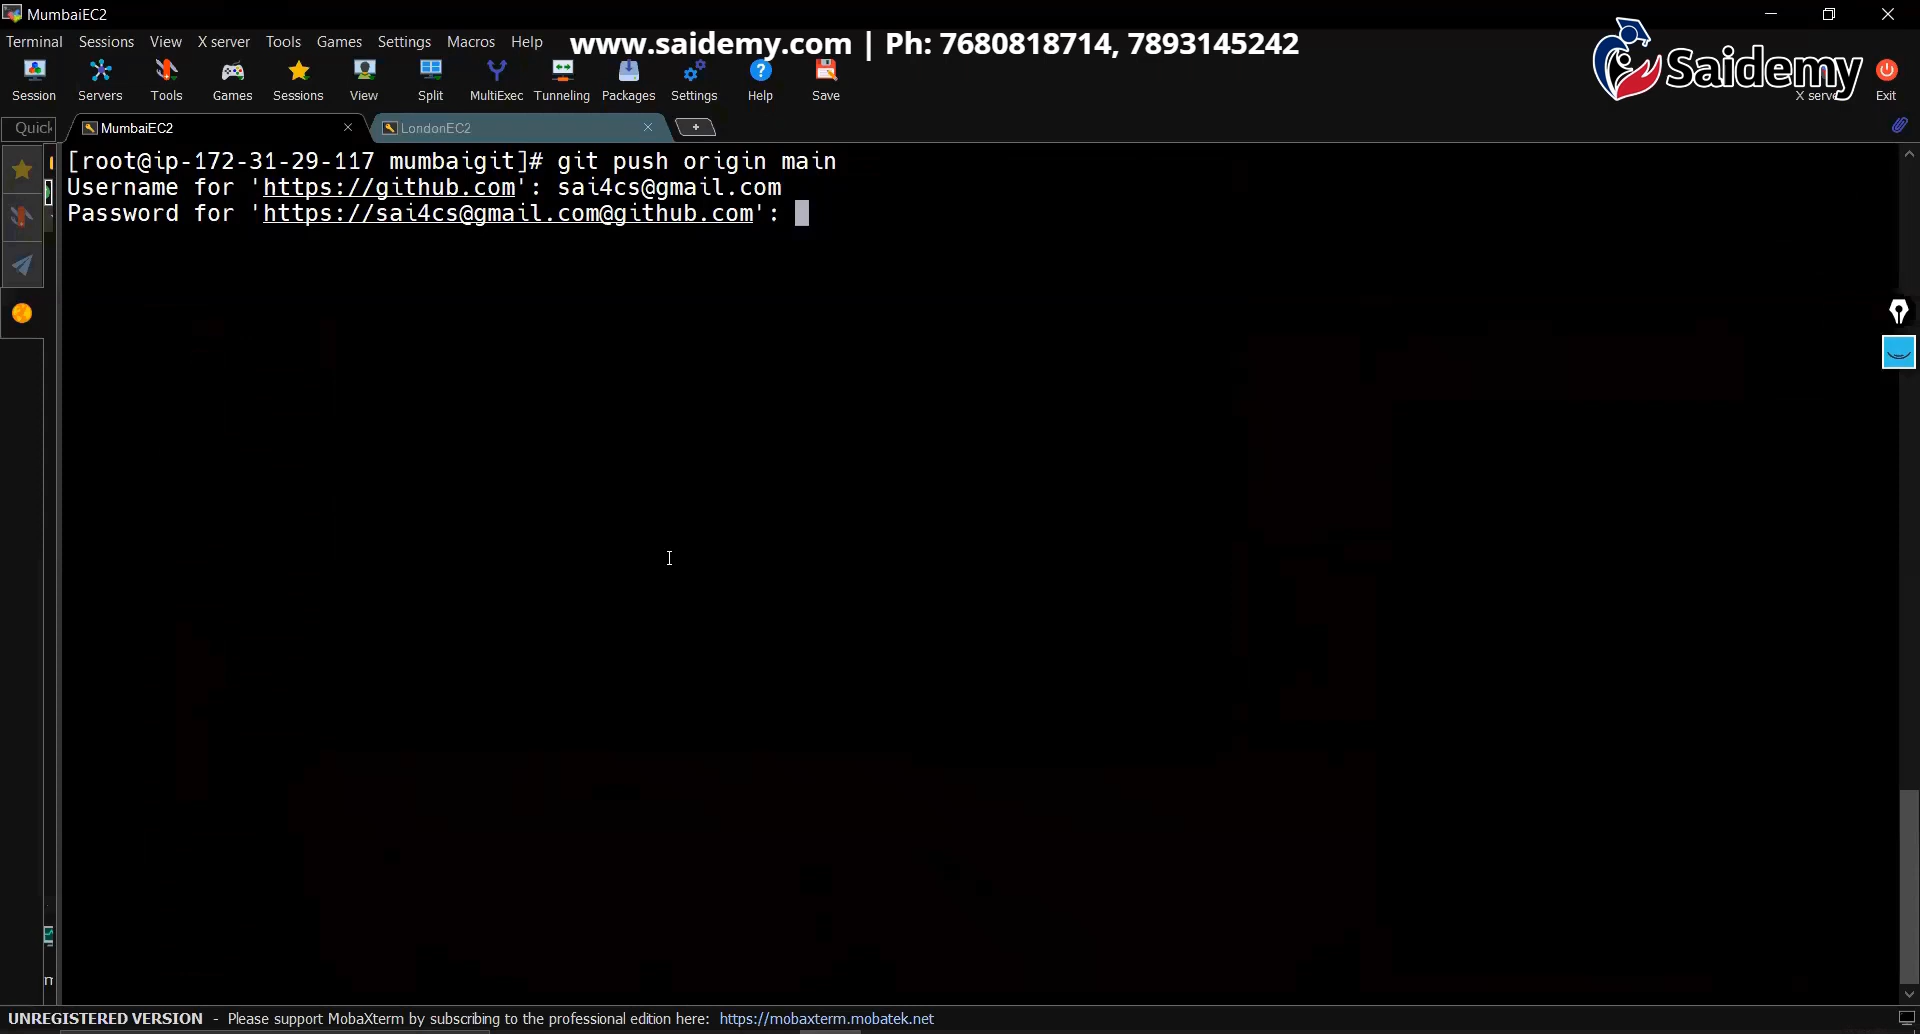 MumbaiEC2
Terminal Sessions View X server Tools Games Settings Macros Help
www.saidemy.com | Ph: 7680818714, 7893145242
Saidemy
Session Servers Tools Games Sessions View Split MultiExec Tunneling Packages Settings Help Save X serve Exit
Quick MumbaiEC2 LondonEC2
[root@ip-172-31-29-117 mumbaigit]# git push origin main
Username for 'https://github.com': sai4cs@gmail.com
Password for 'https://sai4cs@gmail.com@github.com':
UNREGISTERED VERSION - Please support MobaXterm by subscribing to the professional edition here: https://mobaxterm.mobatek.net